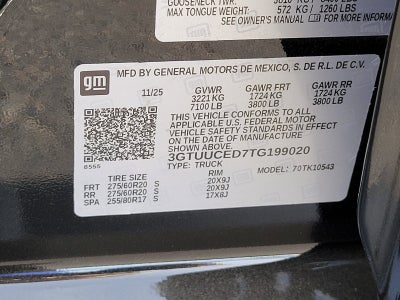 GOOSENECK TWR:
MAX TONGUE WEIGHT: 572 KG / 1260 LBS
SEE OWNER'S MANUAL FOR MORE INFORM
gm
MFD BY GENERAL MOTORS DE MEXICO, S. DE R.L. DE C.V.
11/25 GVWR GAWR FRT GAWR RR
3221 KG 1724 KG 1724 KG
7100 LB 3800 LB 3800 LB
THIS VEHICLE CONFORMS TO ALL
APPLICABLE U.S. FEDERAL MOTOR
VEHICLE SAFETY STANDARDS IN EFFECT
ON THE DATE OF MANUFACTURE
SHOWN ABOVE.
3GTUUCED7TG199020
TYPE: TRUCK MODEL: 70TK10543
TIRE SIZE RIM
FRT 275/60R20 S 20X9J
RR 275/60R20 S 20X9J
SPA 255/80R17 S 17X8J